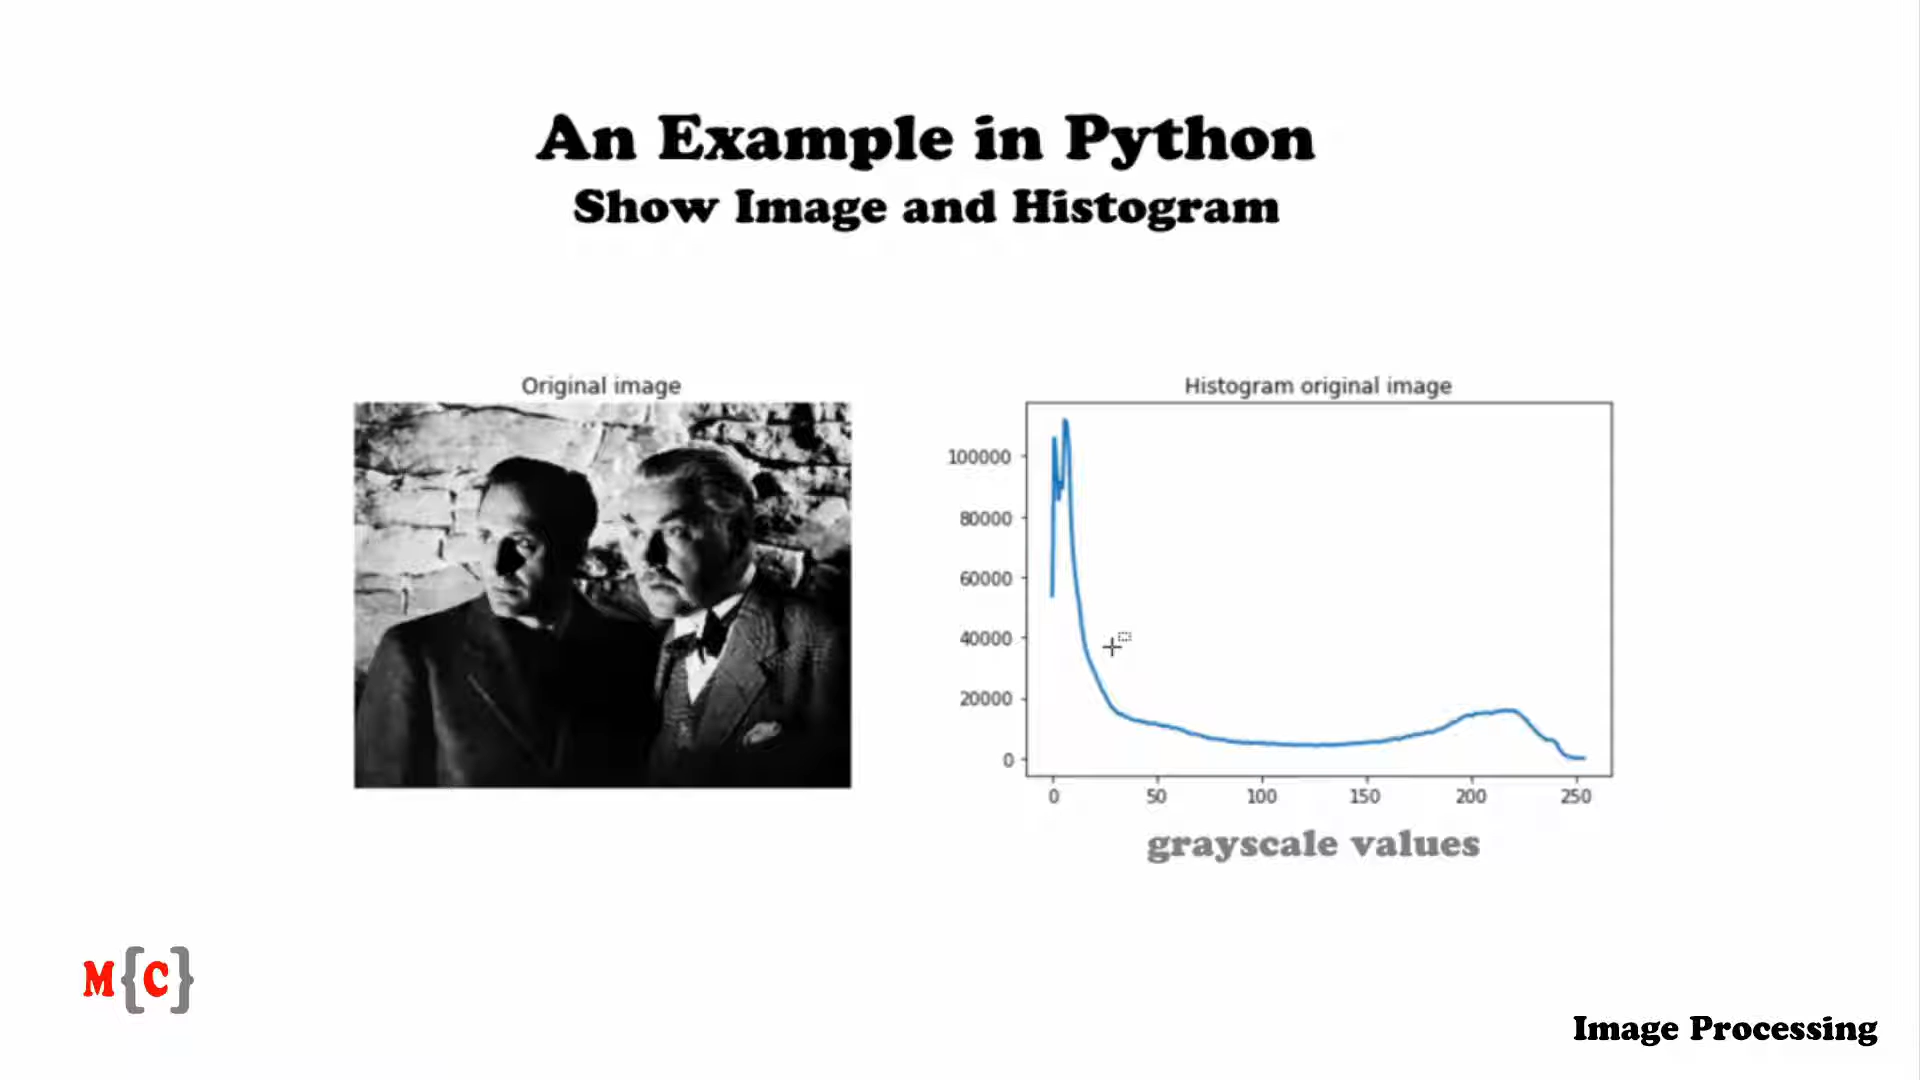 An Example in Python
Show Image and Histogram
Original image
Histogram original image
100000
80000
60000
40000
20000
0
0 50 100 150 200 250
grayscale values
M{C}
Image Processing